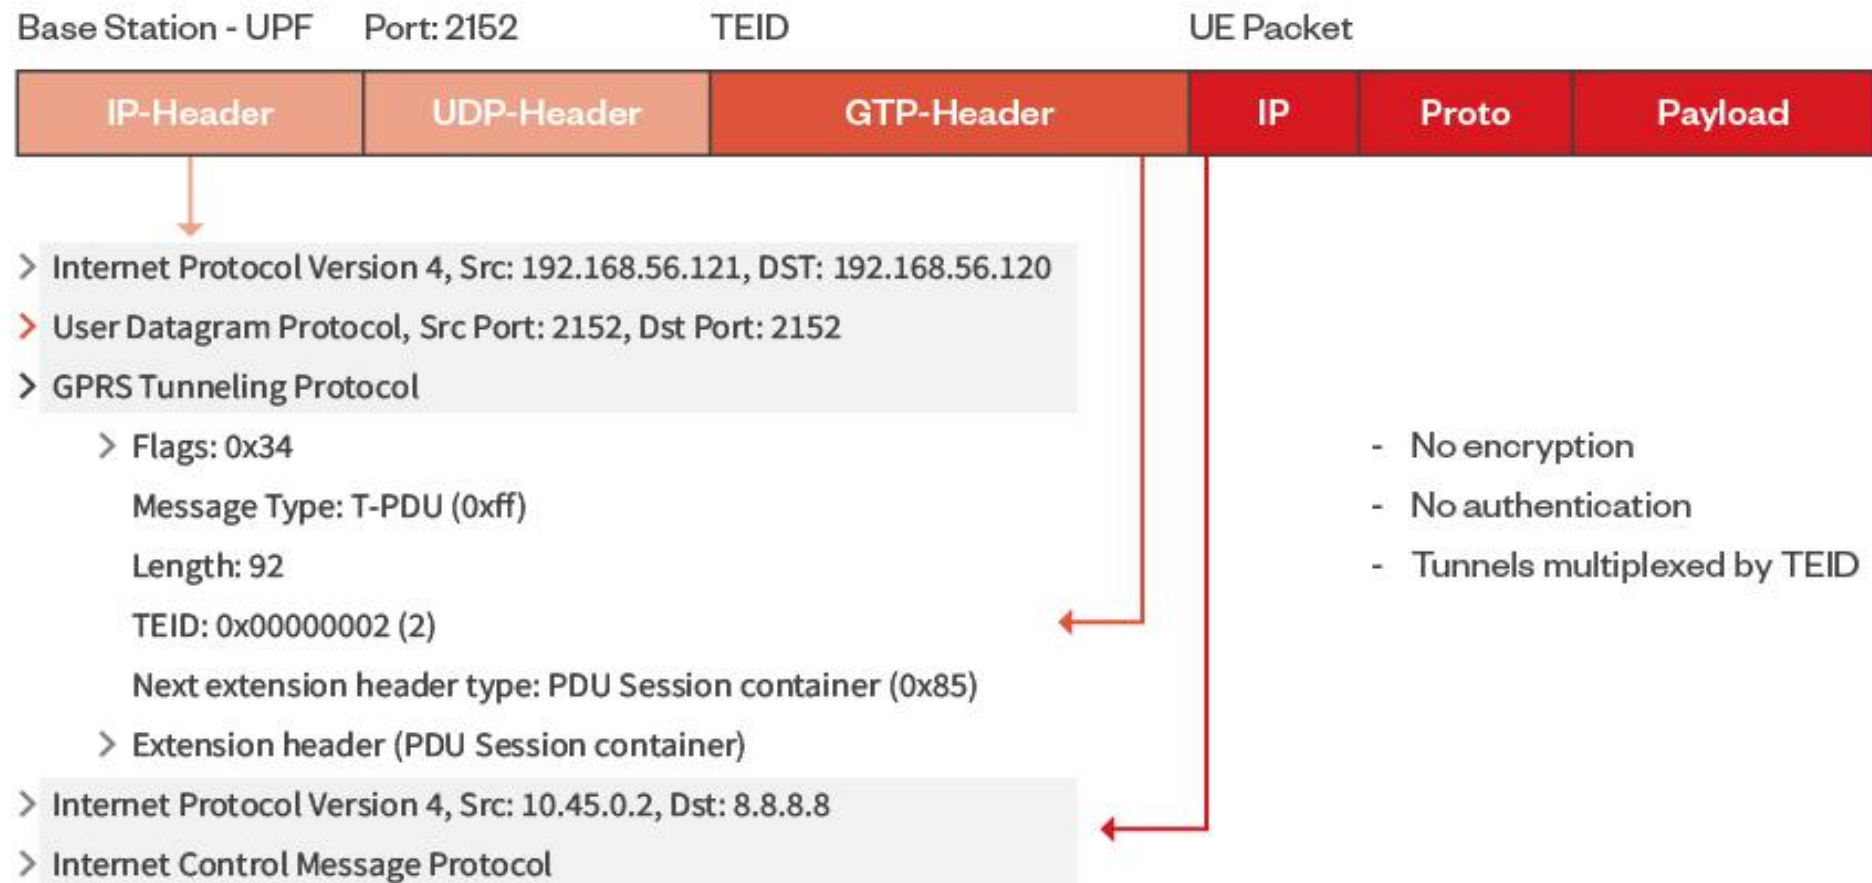 Base Station - UPF Port: 2152 TEID UE Packet
IP-Header UDP-Header GTP-Header IP Proto Payload
> Internet Protocol Version 4, Src: 192.168.56.121, DST: 192.168.56.120
> User Datagram Protocol, Src Port: 2152, Dst Port: 2152
> GPRS Tunneling Protocol
> Flags: 0x34
Message Type: T-PDU (0xff)
Length: 92
TEID: 0x00000002 (2)
Next extension header type: PDU Session container (0x85)
> Extension header (PDU Session container)
> Internet Protocol Version 4, Src: 10.45.0.2, Dst: 8.8.8.8
> Internet Control Message Protocol
- No encryption
- No authentication
- Tunnels multiplexed by TEID